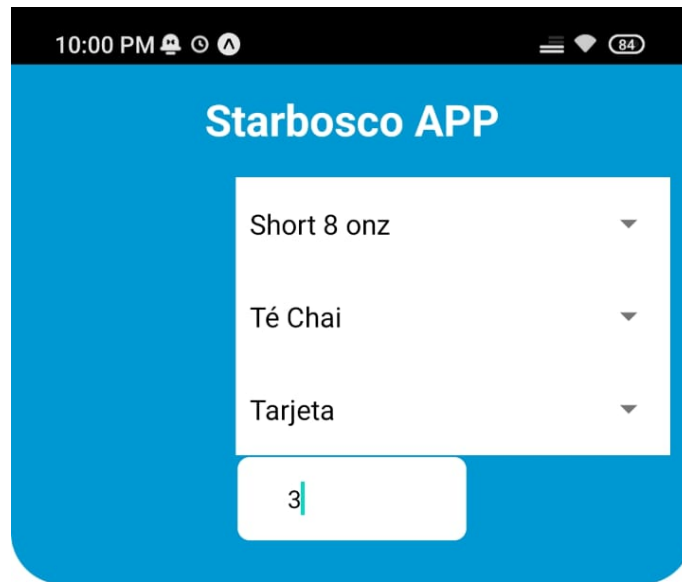 10:00 PM 84
Starbosco APP
Short 8 onz
Té Chai
Tarjeta
3